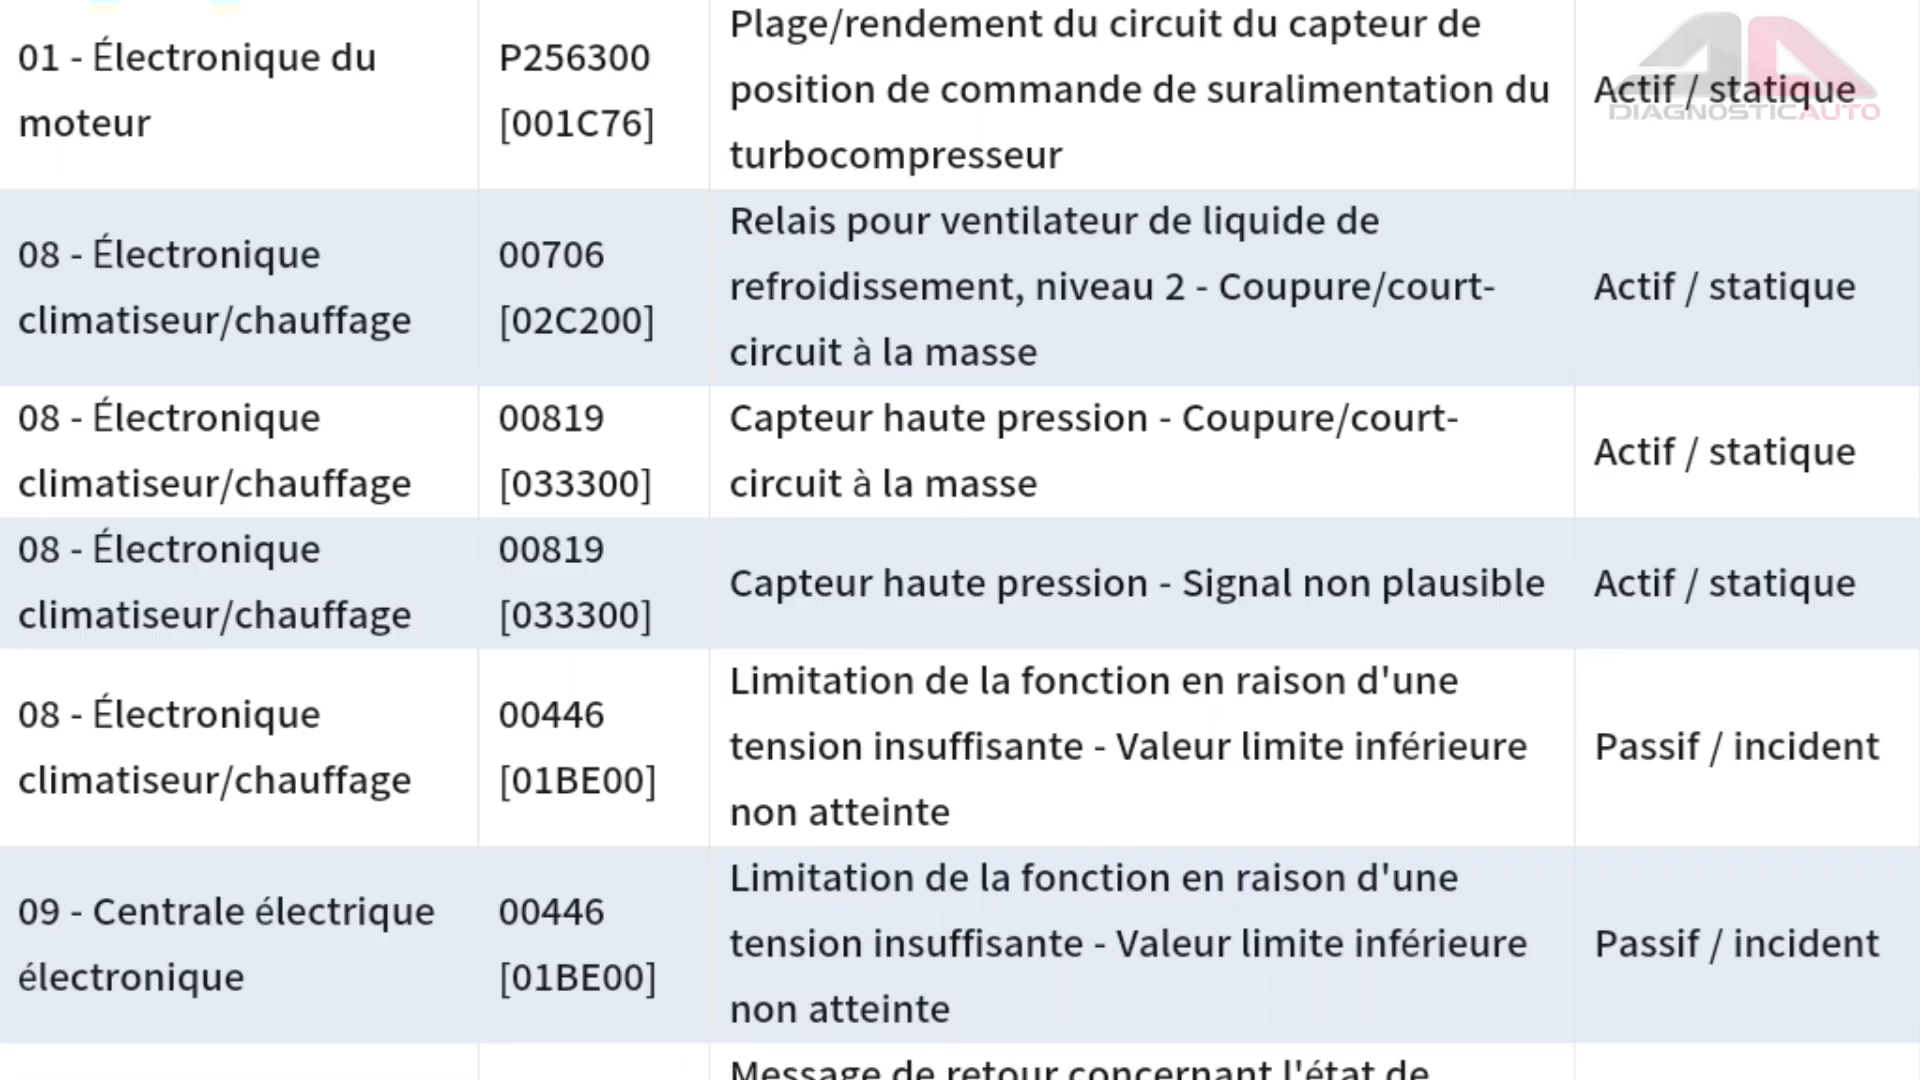 01 - Électronique du
moteur
P256300
[001C76]
Plage/rendement du circuit du capteur de
position de commande de suralimentation du
turbocompresseur
Actif / statique
DIAGNOSTICAUTO
08 - Électronique
climatiseur/chauffage
00706
[02C200]
Relais pour ventilateur de liquide de
refroidissement, niveau 2 - Coupure/court-
circuit à la masse
Actif / statique
08 - Électronique
climatiseur/chauffage
00819
[033300]
Capteur haute pression - Coupure/court-
circuit à la masse
Actif / statique
08 - Électronique
climatiseur/chauffage
00819
[033300]
Capteur haute pression - Signal non plausible
Actif / statique
08 - Électronique
climatiseur/chauffage
00446
[01BE00]
Limitation de la fonction en raison d'une
tension insuffisante - Valeur limite inférieure
non atteinte
Passif / incident
09 - Centrale électrique
électronique
00446
[01BE00]
Limitation de la fonction en raison d'une
tension insuffisante - Valeur limite inférieure
non atteinte
Passif / incident
Message de retour concernant l'état de